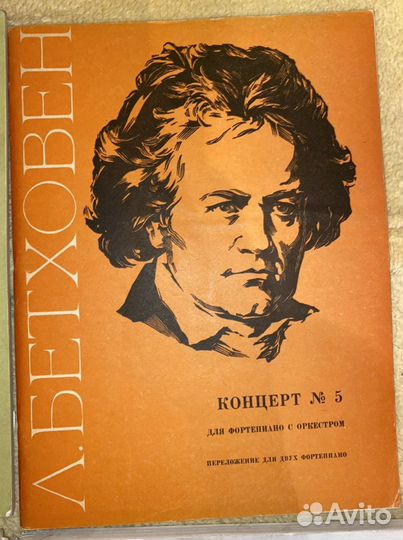 Л. БЕТХОВЕН
КОНЦЕРТ № 5
ДЛЯ ФОРТЕПИАНО С ОРКЕСТРОМ
ПЕРЕЛОЖЕНИЕ ДЛЯ ДВУХ ФОРТЕПИАНО
Avito